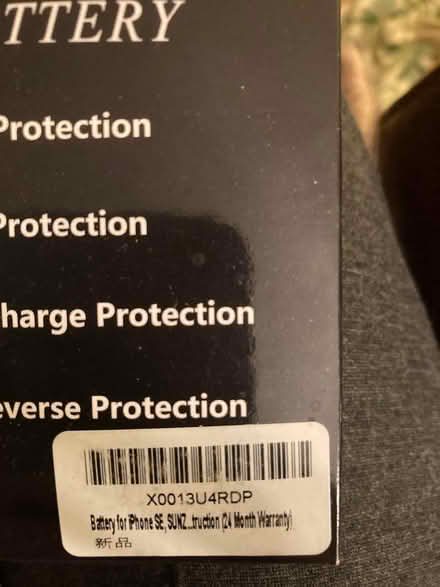 TTERY
Protection
Protection
harge Protection
everse Protection
X0013U4RDP
Battery for iPhone SE, SUNZ...truction (24 Month Warranty)
新品